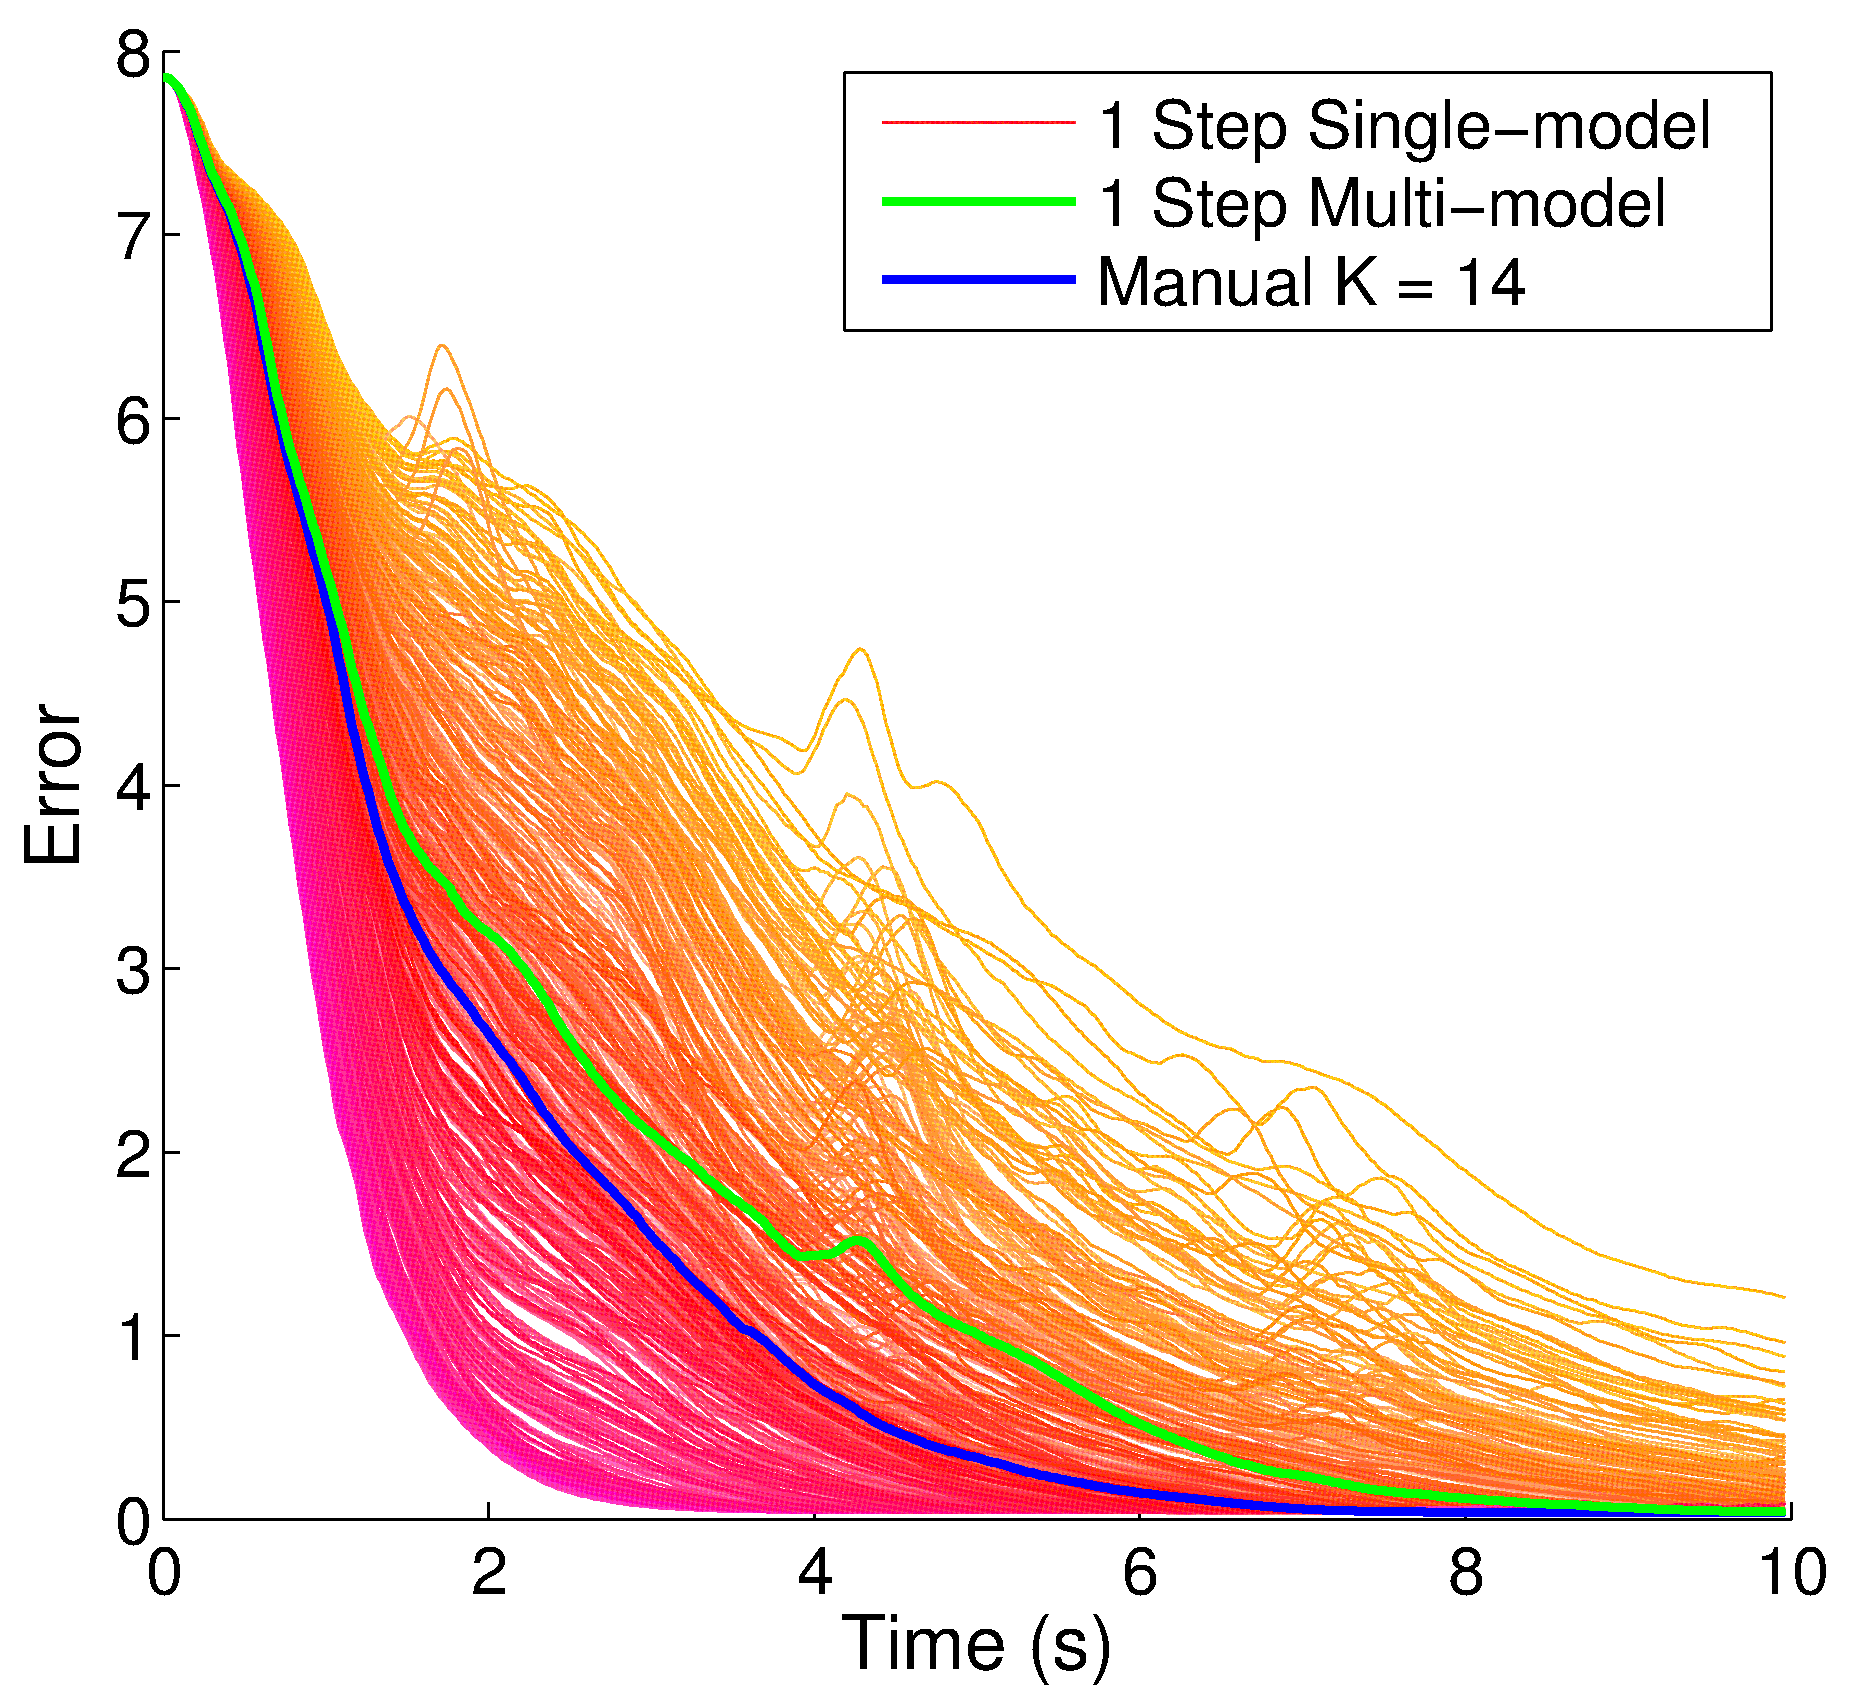 8
7
6
5
4
3
2
1
0
Error
1 Step Single−model
1 Step Multi−model
Manual K = 14
0 2 4 6 8 10
Time (s)